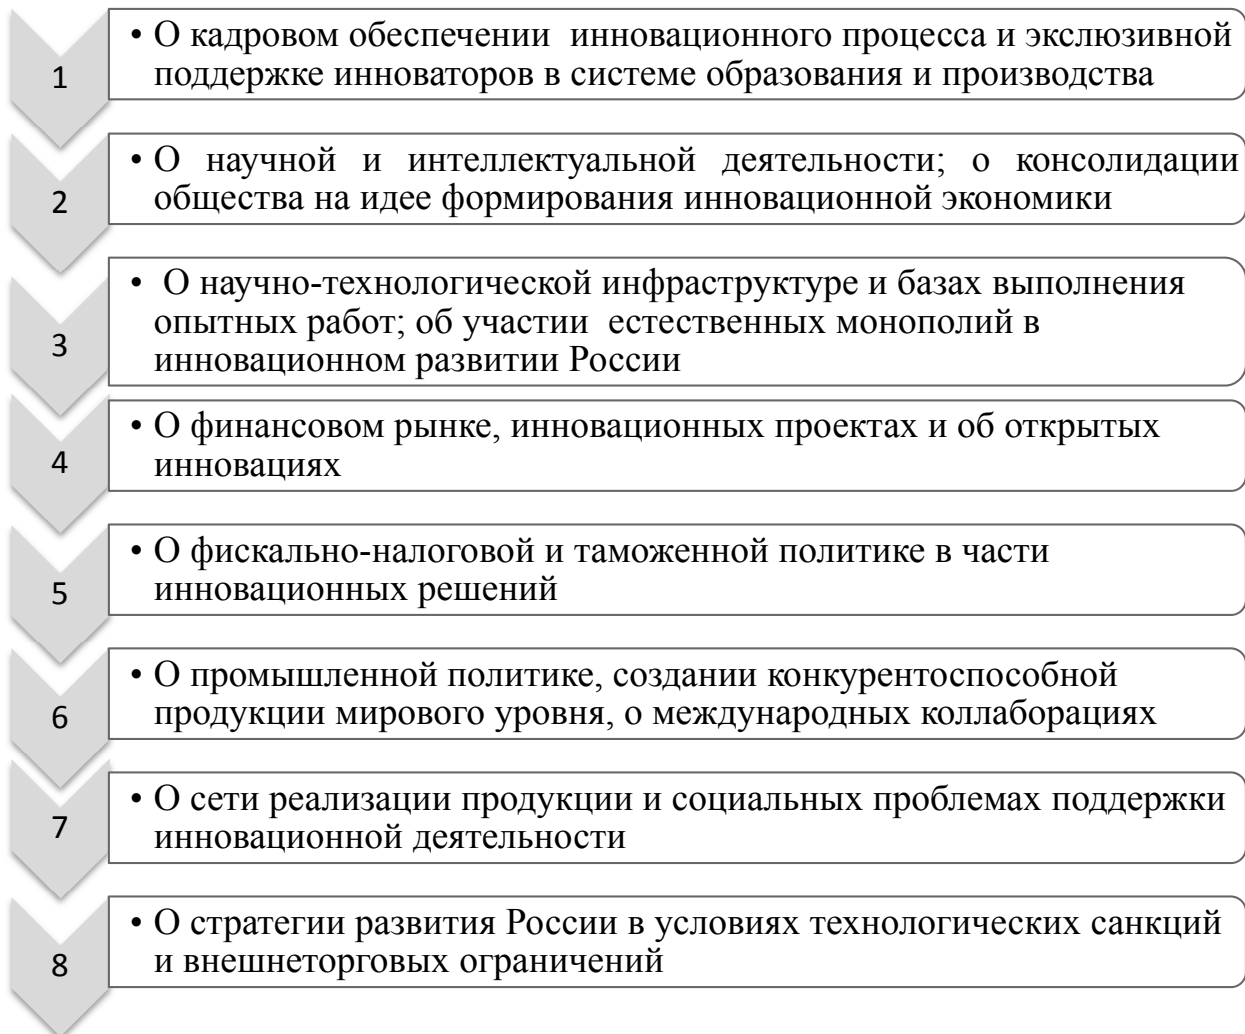 1
• О кадровом обеспечении инновационного процесса и экслюзивной
поддержке инноваторов в системе образования и производства
2
• О научной и интеллектуальной деятельности; о консолидации
общества на идее формирования инновационной экономики
3
• О научно-технологической инфраструктуре и базах выполнения
опытных работ; об участии естественных монополий в
инновационном развитии России
4
• О финансовом рынке, инновационных проектах и об открытых
инновациях
5
• О фискально-налоговой и таможенной политике в части
инновационных решений
6
• О промышленной политике, создании конкурентоспособной
продукции мирового уровня, о международных коллаборациях
7
• О сети реализации продукции и социальных проблемах поддержки
инновационной деятельности
8
• О стратегии развития России в условиях технологических санкций
и внешнеторговых ограничений